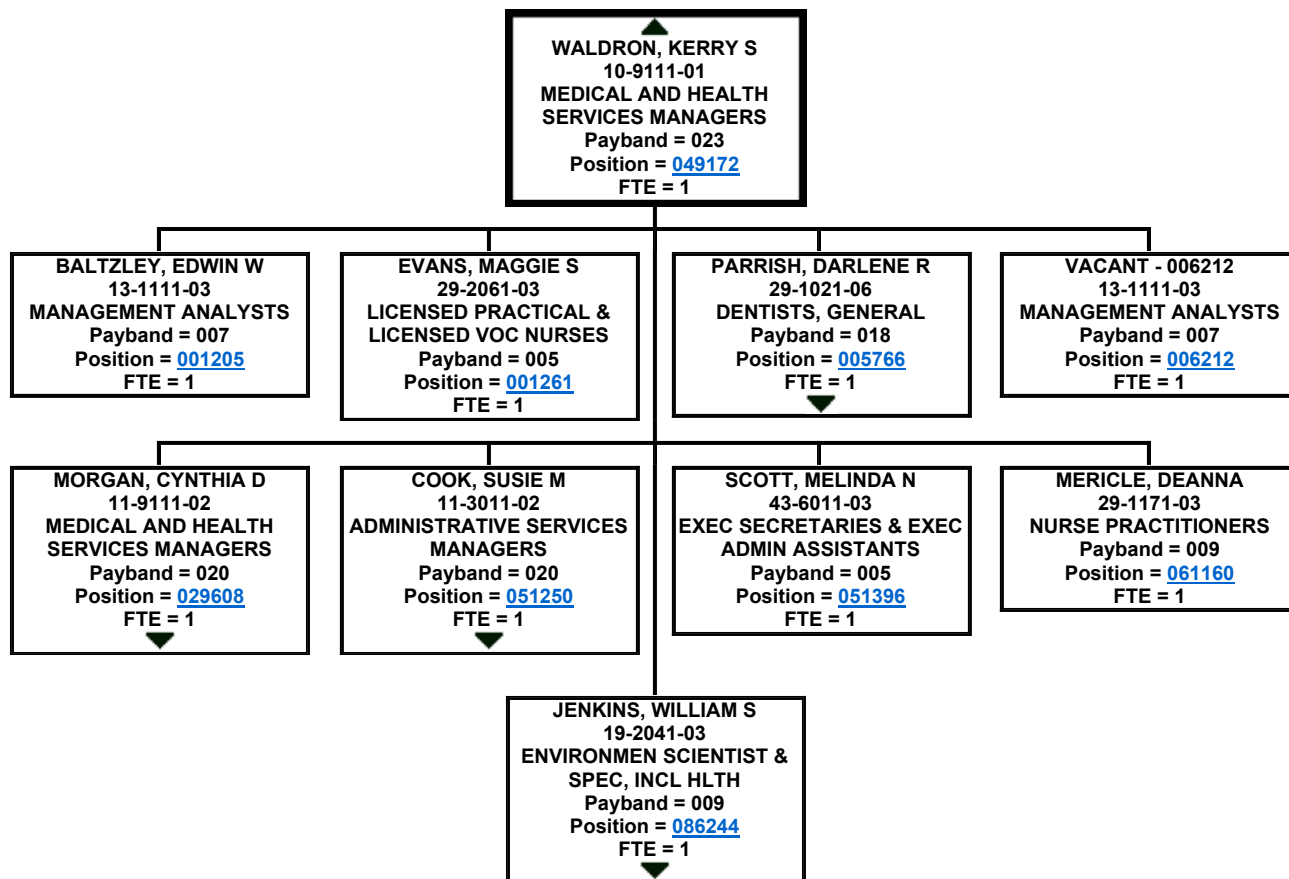 WALDRON, KERRY S
10-9111-01
MEDICAL AND HEALTH
SERVICES MANAGERS
Payband = 023
Position = 049172
FTE = 1
BALTZLEY, EDWIN W
13-1111-03
MANAGEMENT ANALYSTS
Payband = 007
Position = 001205
FTE = 1
EVANS, MAGGIE S
29-2061-03
LICENSED PRACTICAL &
LICENSED VOC NURSES
Payband = 005
Position = 001261
FTE = 1
PARRISH, DARLENE R
29-1021-06
DENTISTS, GENERAL
Payband = 018
Position = 005766
FTE = 1
VACANT - 006212
13-1111-03
MANAGEMENT ANALYSTS
Payband = 007
Position = 006212
FTE = 1
MORGAN, CYNTHIA D
11-9111-02
MEDICAL AND HEALTH
SERVICES MANAGERS
Payband = 020
Position = 029608
FTE = 1
COOK, SUSIE M
11-3011-02
ADMINISTRATIVE SERVICES
MANAGERS
Payband = 020
Position = 051250
FTE = 1
SCOTT, MELINDA N
43-6011-03
EXEC SECRETARIES & EXEC
ADMIN ASSISTANTS
Payband = 005
Position = 051396
FTE = 1
MERICLE, DEANNA
29-1171-03
NURSE PRACTITIONERS
Payband = 009
Position = 061160
FTE = 1
JENKINS, WILLIAM S
19-2041-03
ENVIRONMEN SCIENTIST &
SPEC, INCL HLTH
Payband = 009
Position = 086244
FTE = 1